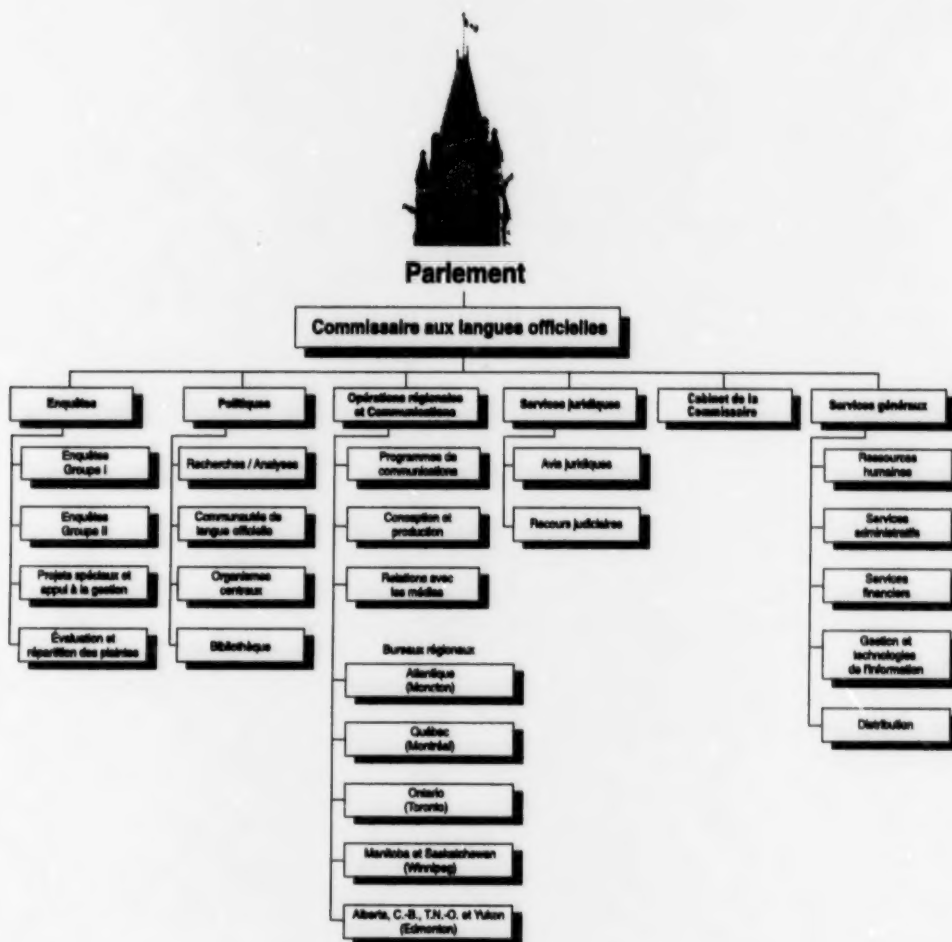 Parlement
Commissaire aux langues officielles
Enquêtes
Enquêtes
Groupe I
Enquêtes
Groupe II
Projets spéciaux et
appui à la gestion
Évaluation et
répartition des plaintes
Politiques
Recherches / Analyses
Communautés de
langue officielle
Organismes
centraux
Bibliothèque
Opérations régionales
et Communications
Programmes de
communications
Conception et
production
Relations avec
les médias
Bureaux régionaux
Atlantique
(Moncton)
Québec
(Montréal)
Ontario
(Toronto)
Manitoba et Saskatchewan
(Winnipeg)
Alberta, C.-B., T.N.-O. et Yukon
(Edmonton)
Services juridiques
Avis juridiques
Recours judiciaires
Cabinet de la
Commissaire
Services généraux
Ressources
humaines
Services
administratifs
Services
financiers
Gestion et
technologies
de l'information
Distribution